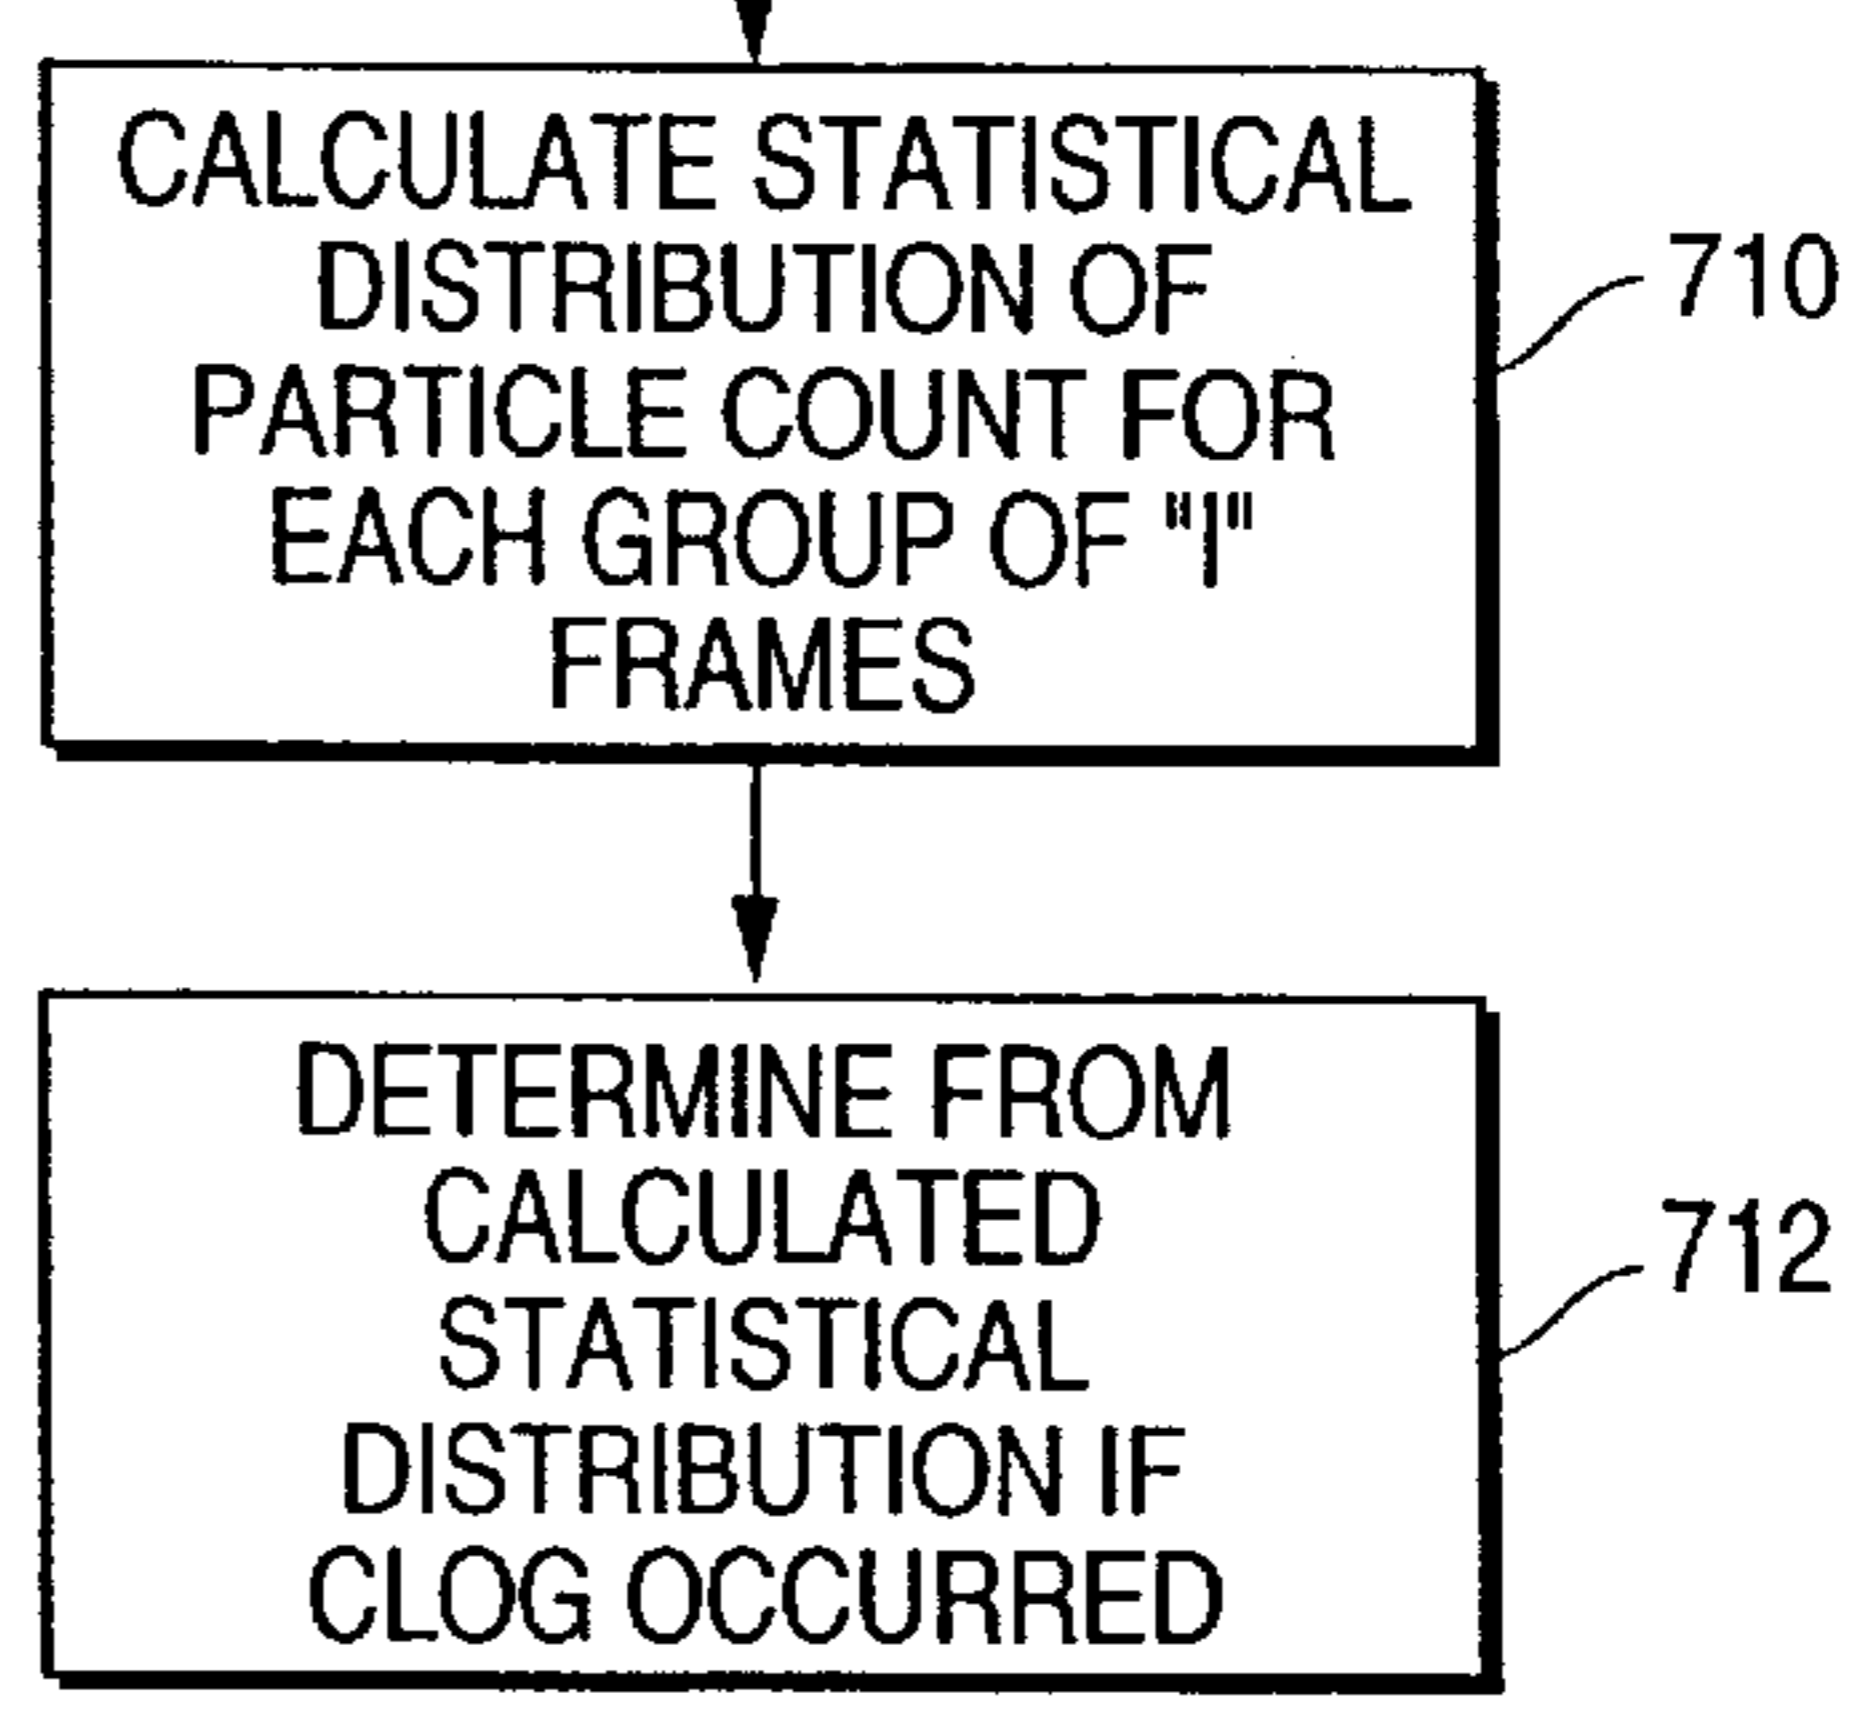 CALCULATE STATISTICAL
DISTRIBUTION OF
PARTICLE COUNT FOR
EACH GROUP OF "I"
FRAMES
710
DETERMINE FROM
CALCULATED
STATISTICAL
DISTRIBUTION IF
CLOG OCCURRED
712